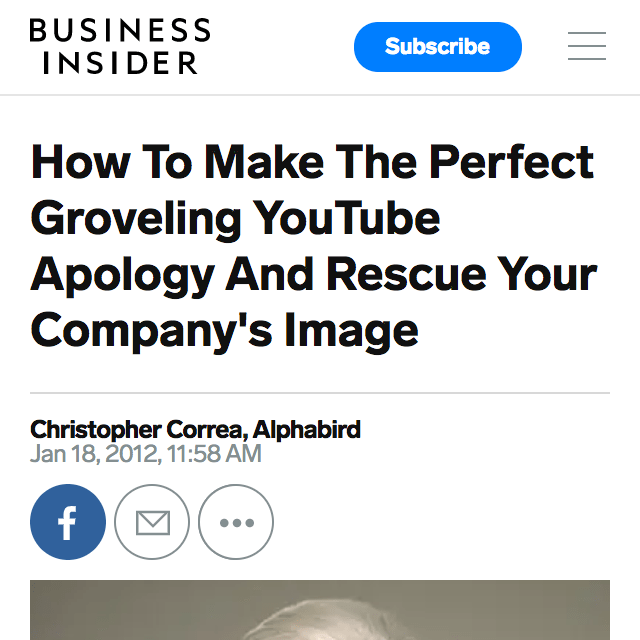 BUSINESS
INSIDER
Subscribe
How To Make The Perfect
Groveling YouTube
Apology And Rescue Your
Company's Image
Christopher Correa, Alphabird
Jan 18, 2012, 11:58 AM